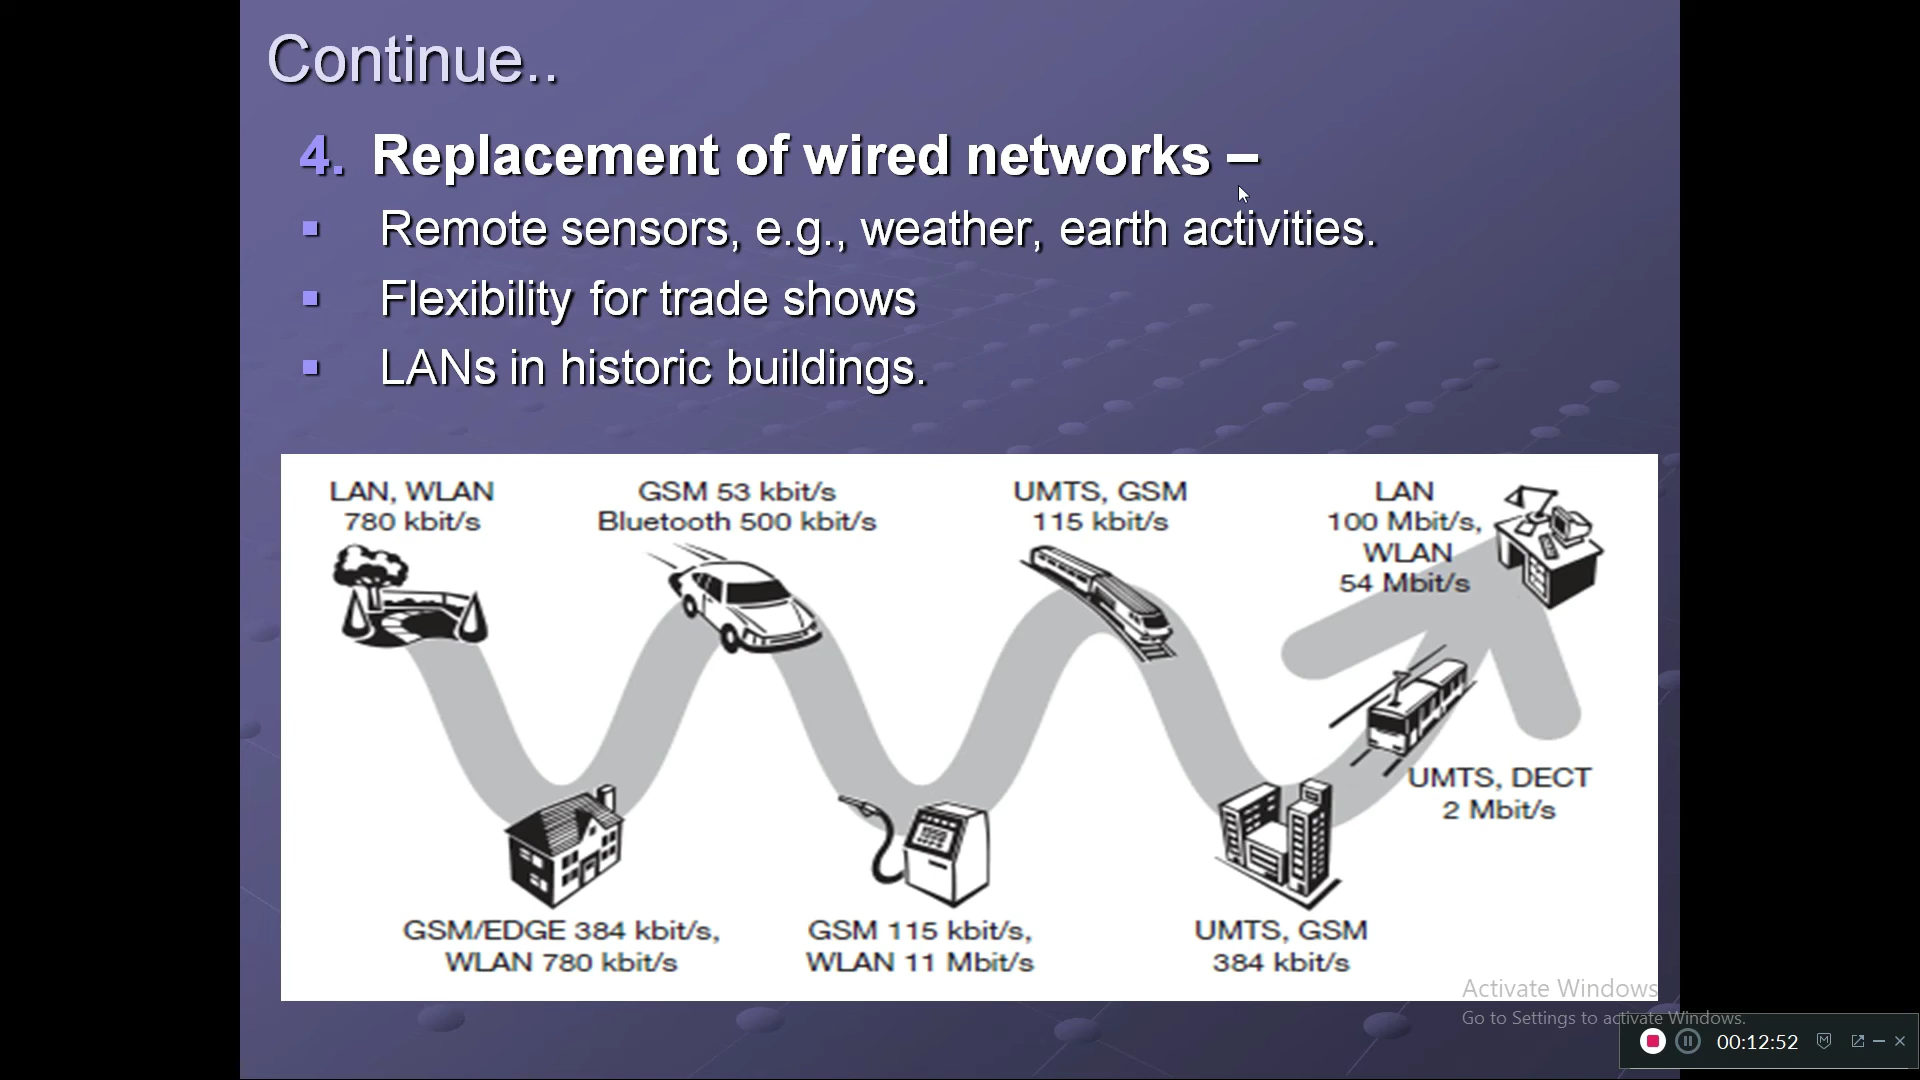 Continue..
4. Replacement of wired networks –
Remote sensors, e.g., weather, earth activities.
Flexibility for trade shows
LANs in historic buildings.
LAN, WLAN
780 kbit/s
GSM 53 kbit/s
Bluetooth 500 kbit/s
UMTS, GSM
115 kbit/s
LAN
100 Mbit/s,
WLAN
54 Mbit/s
UMTS, DECT
2 Mbit/s
GSM/EDGE 384 kbit/s,
WLAN 780 kbit/s
GSM 115 kbit/s,
WLAN 11 Mbit/s
UMTS, GSM
384 kbit/s
Activate Windows
Go to Settings to activate Windows.
00:12:52